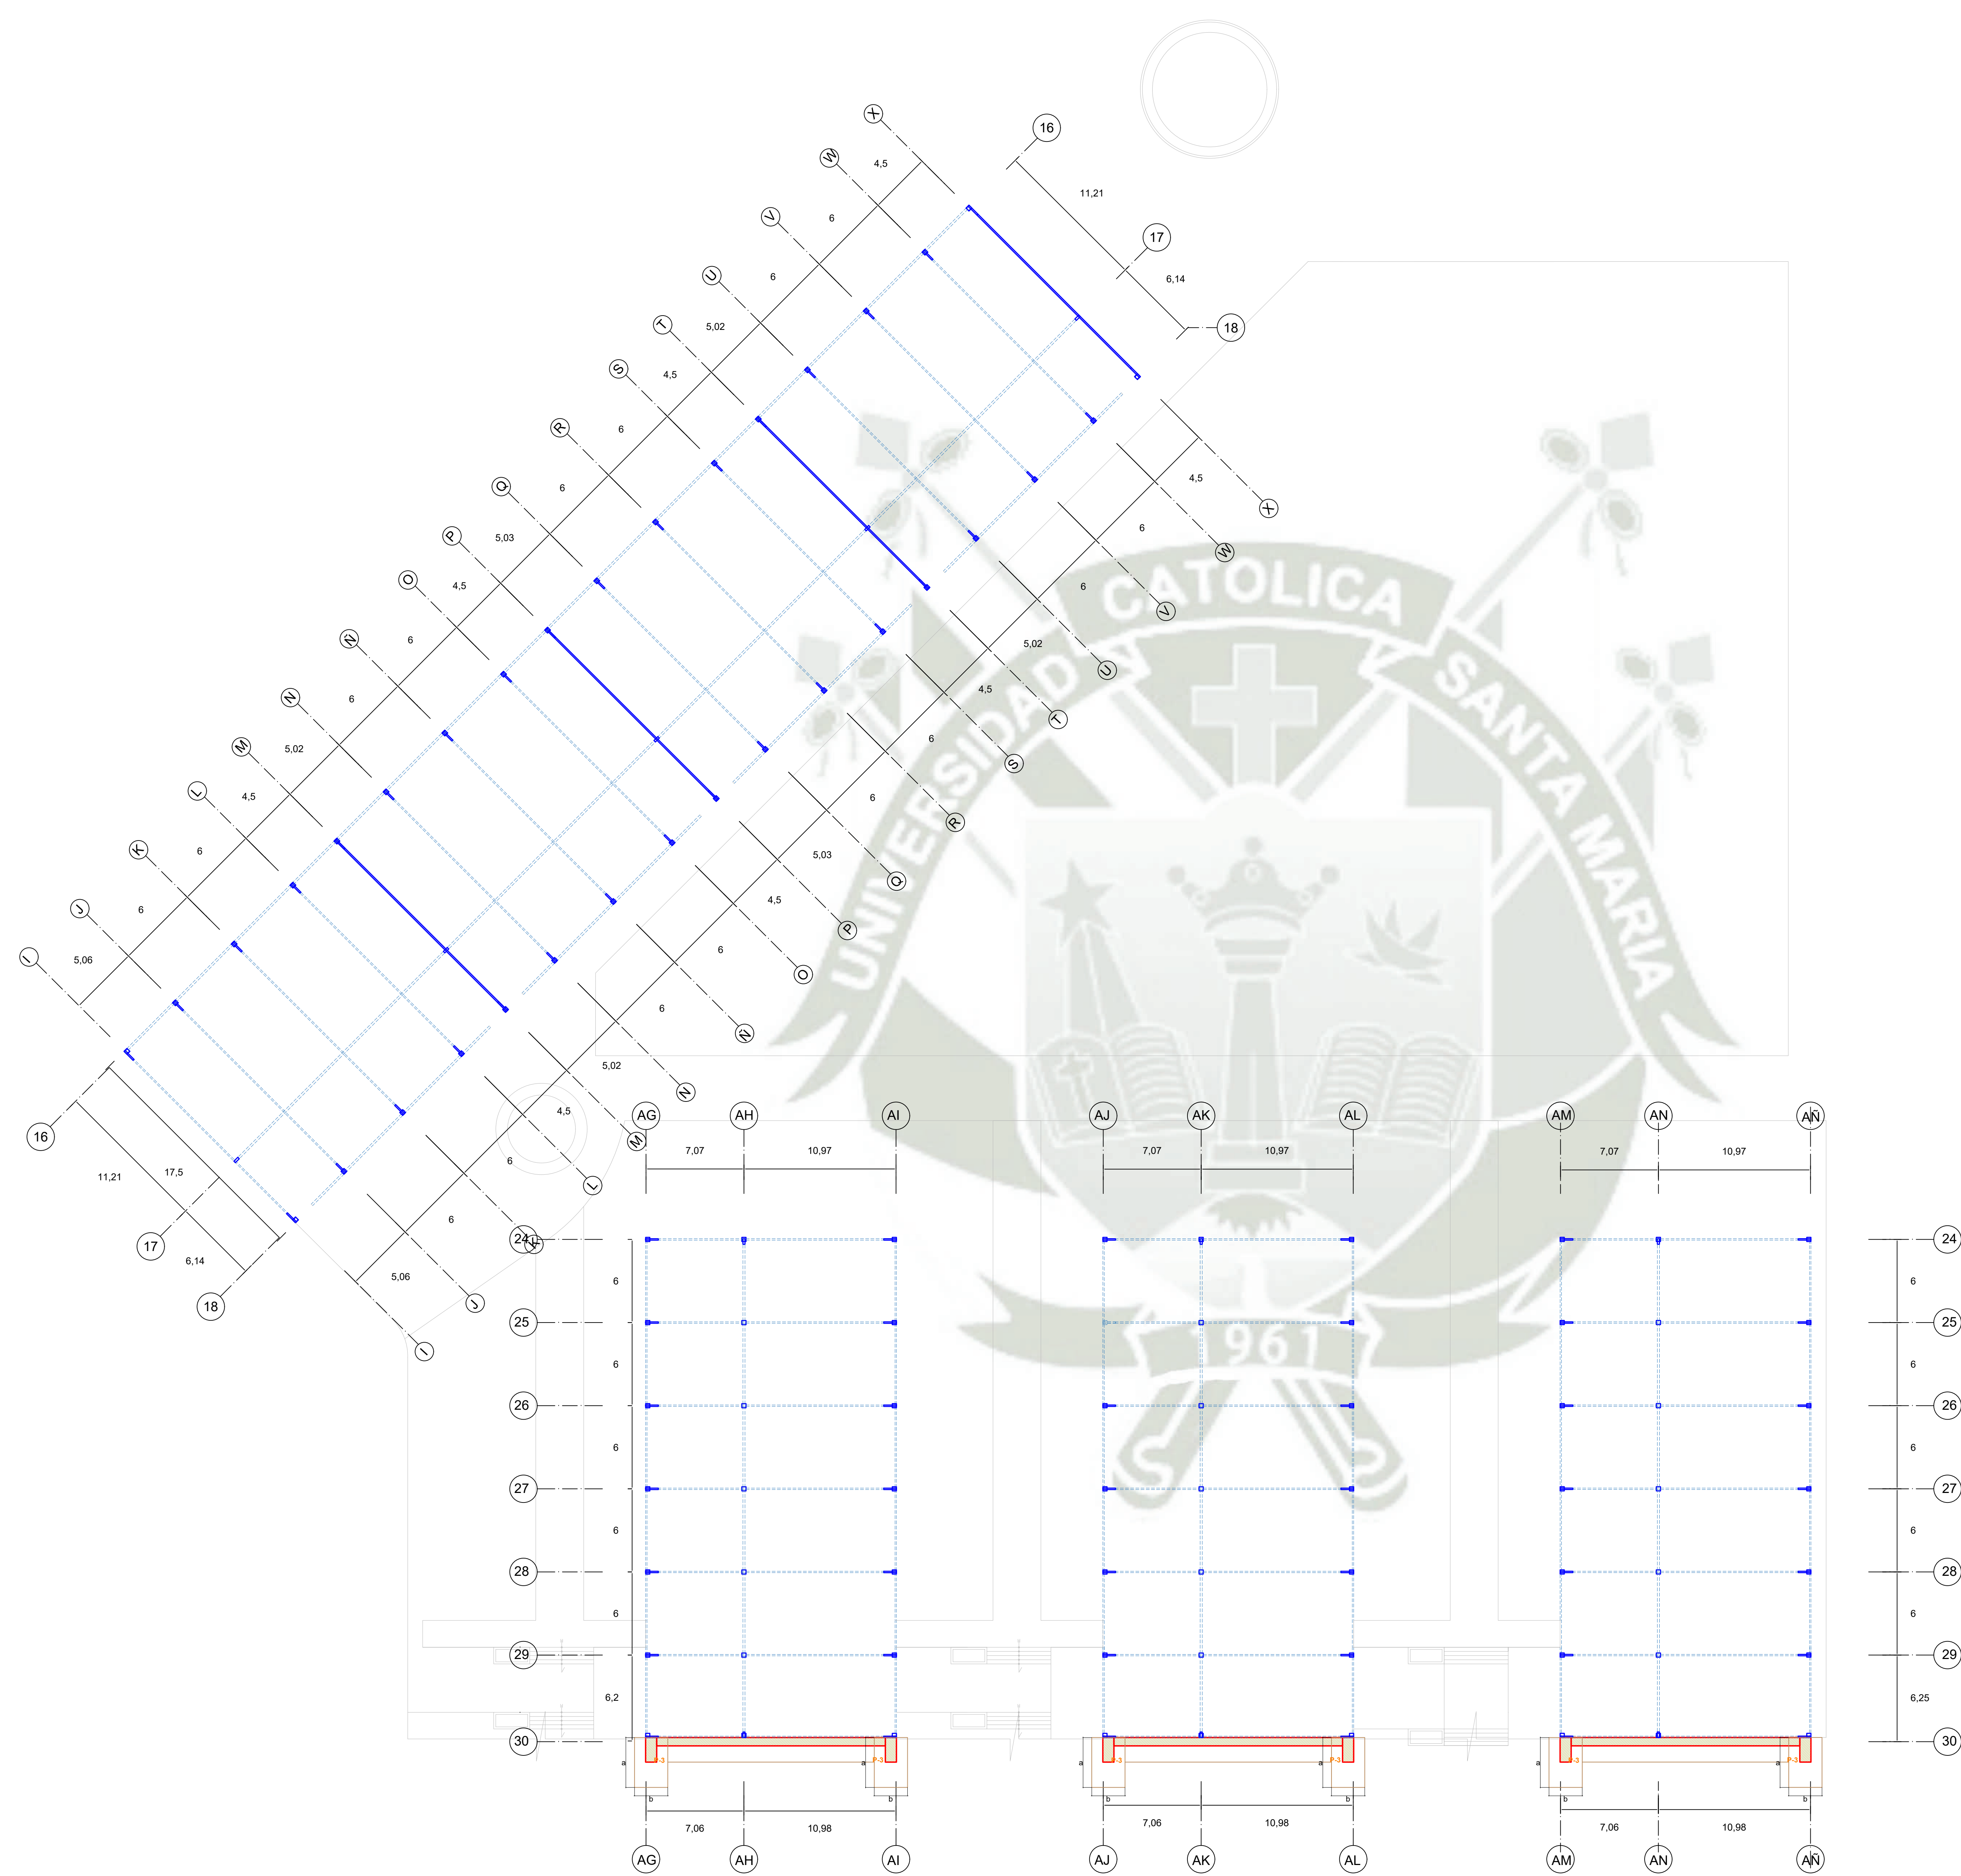 X
16
W
4,5
11,21
V
6
17
U
6
6,14
T
5,02
18
S
4,5
R
6
Q
6
P
5,03
O
4,5
Ñ
6
N
6
M
5,02
L
4,5
K
6
J
6
I
5,06
4,5
X
6
W
6
V
5,02
U
4,5
T
6
S
6
R
5,03
Q
4,5
P
6
O
6
Ñ
5,02
N
4,5
M
6
L
6
K
5,06
J
I
16
11,21
17,5
17
6,14
18
UNIVERSIDAD
CATOLICA
SANTA MARIA
1961
AG AH AI AJ AK AL AM AN AÑ
7,07 10,97 7,07 10,97 7,07 10,97
24 24
6 6
25 25
6 6
26 26
6 6
27 27
6 6
28 28
6 6
29 29
6,2 6,25
30 30
P-3 P-3 P-3 P-3 P-3 P-3
a a a a a a
b b b b b b
7,06 10,98 7,06 10,98 7,06 10,98
AG AH AI AJ AK AL AM AN AÑ